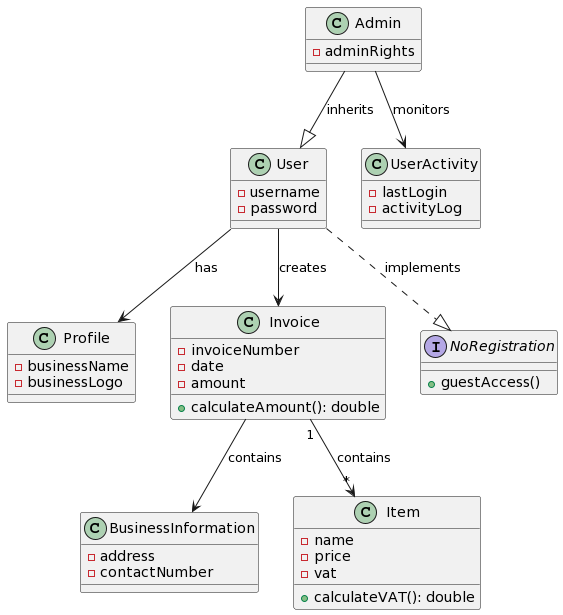 C Admin
adminRights
inherits
monitors
C User
username
password
C UserActivity
lastLogin
activityLog
has
creates
implements
C Profile
businessName
businessLogo
C Invoice
invoiceNumber
date
amount
calculateAmount(): double
I NoRegistration
guestAccess()
contains
1
contains
*
C BusinessInformation
address
contactNumber
C Item
name
price
vat
calculateVAT(): double